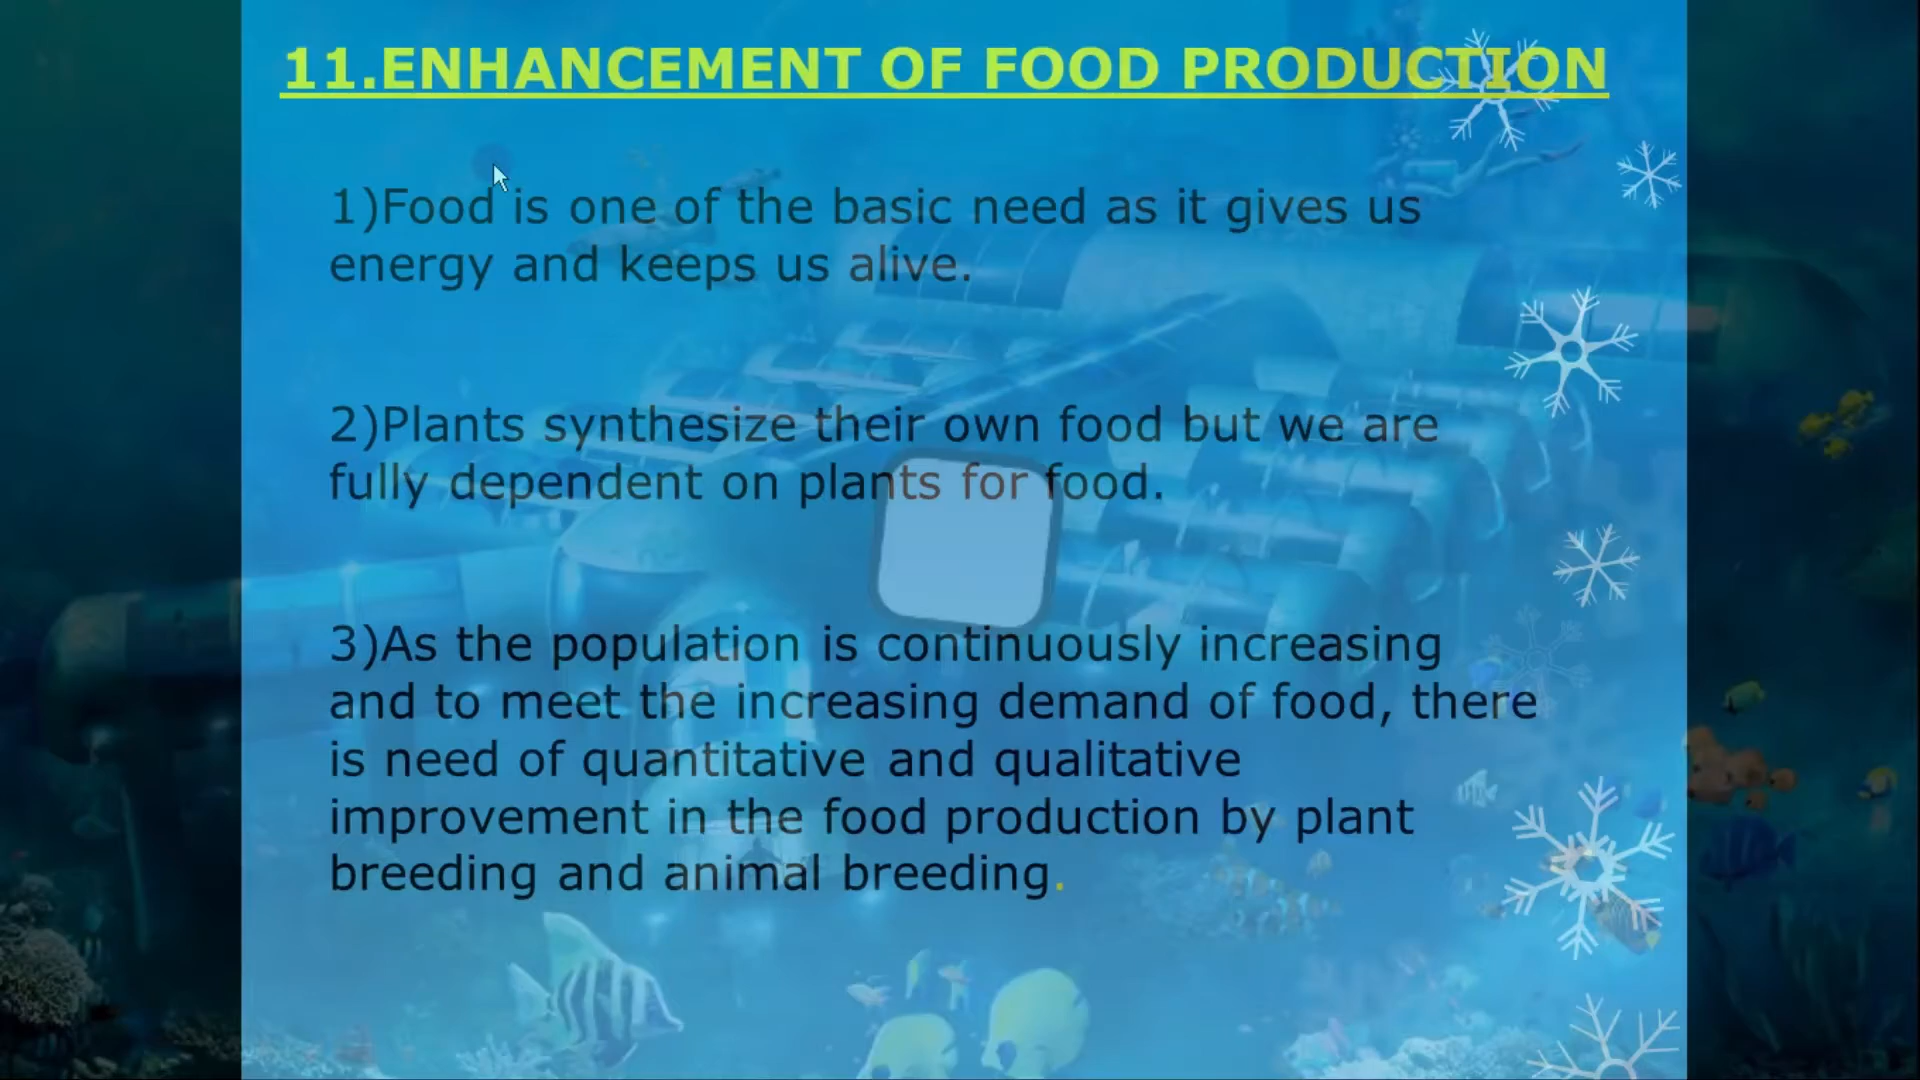 11.ENHANCEMENT OF FOOD PRODUCTION
1)Food is one of the basic need as it gives us
energy and keeps us alive.
2)Plants synthesize their own food but we are
fully dependent on plants for food.
3)As the population is continuously increasing
and to meet the increasing demand of food, there
is need of quantitative and qualitative
improvement in the food production by plant
breeding and animal breeding.